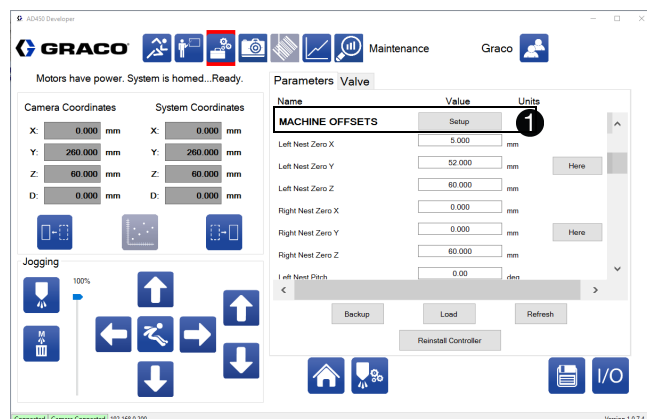 AD450 Developer
GRACO
Maintenance
Graco
Motors have power. System is homed...Ready.
Camera Coordinates
System Coordinates
X: 0.000 mm X: 0.000 mm
Y: 260.000 mm Y: 260.000 mm
Z: 60.000 mm Z: 60.000 mm
D: 0.000 mm D: 0.000 mm
Jogging
100%
M
Parameters Valve
Name Value Units
MACHINE OFFSETS Setup 1
Left Nest Zero X 5.000 mm
Left Nest Zero Y 52.000 mm Here
Left Nest Zero Z 60.000 mm
Right Nest Zero X 0.000 mm
Right Nest Zero Y 0.000 mm Here
Right Nest Zero Z 60.000 mm
Left Nest Pitch 0.00 deg
Backup Load Refresh
Reinstall Controller
I/O
Connected Camera Connected 192.168.0.200 Version 1.0.7.4